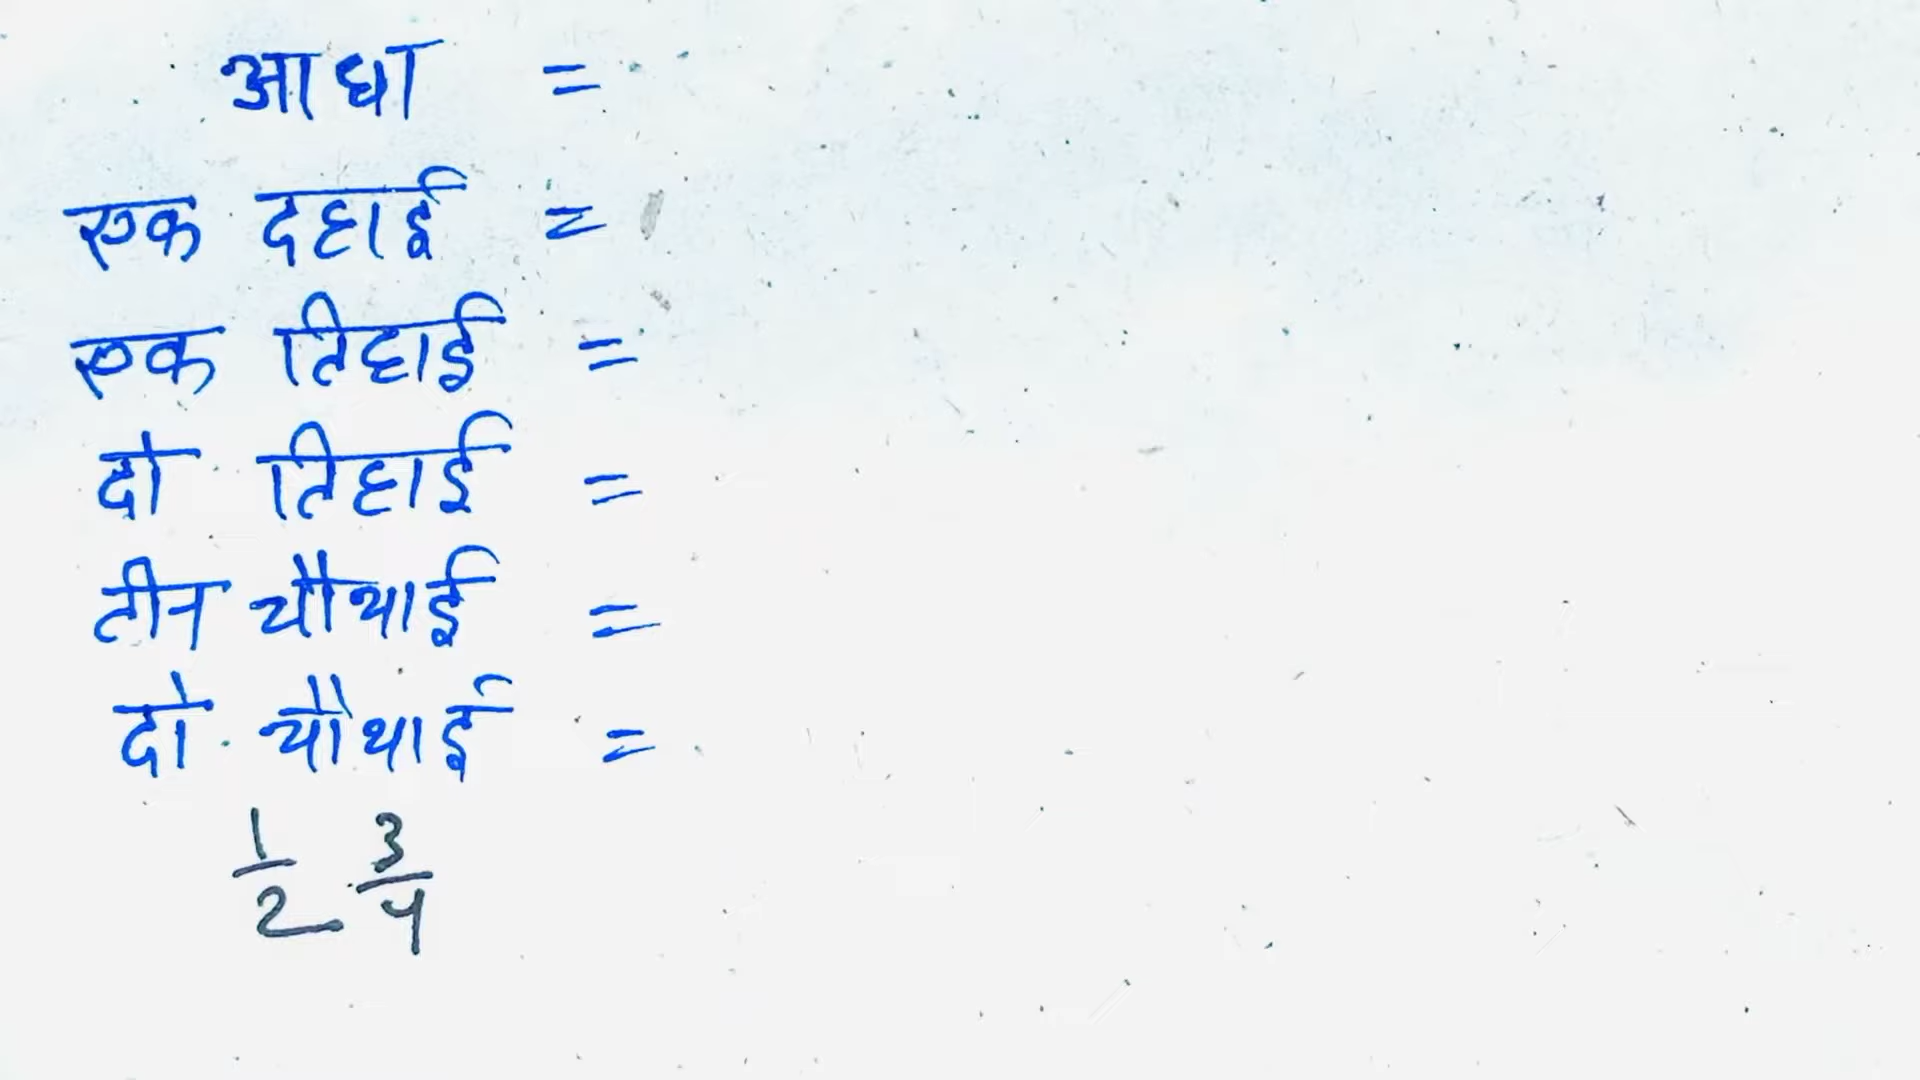 आधा =
एक दहाई =
एक तिहाई =
दो तिहाई =
तीन चौथाई =
दो चौथाई =
1/2 3/4